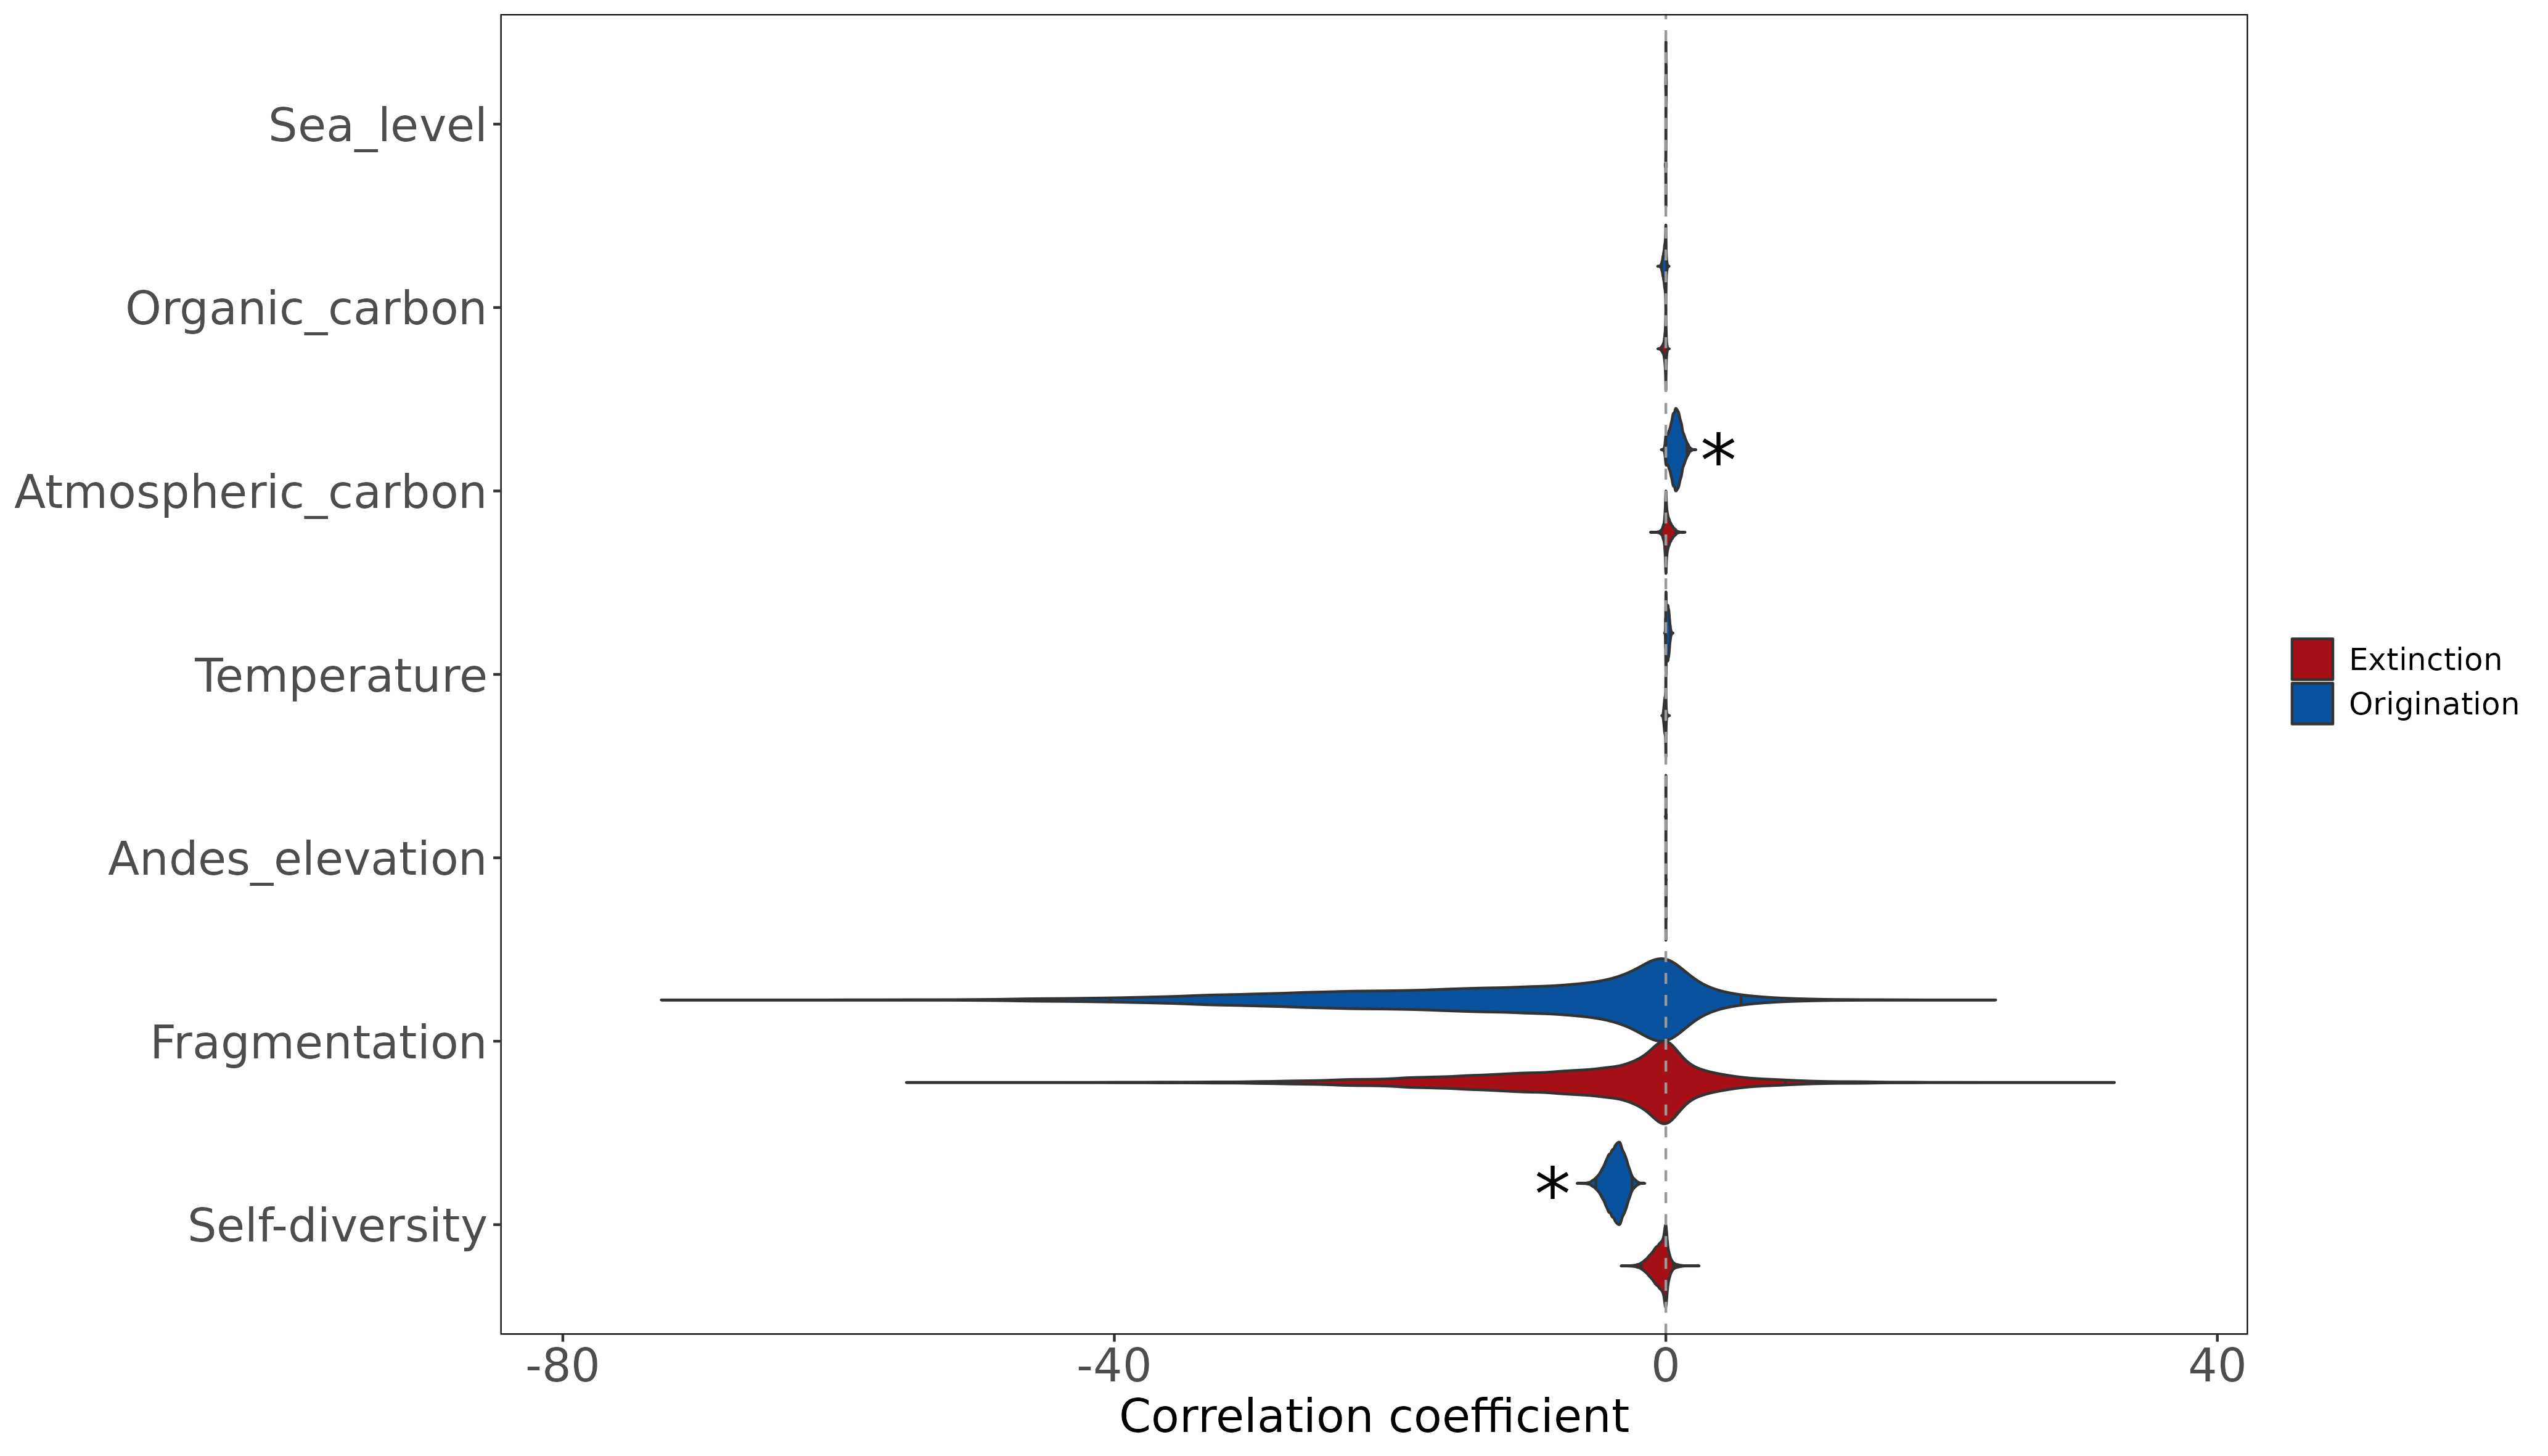 Sea_level
Organic_carbon
*
Atmospheric_carbon
Temperature
Extinction
Origination
Andes_elevation
Fragmentation
*
Self-diversity
-80 -40 0 40
Correlation coefficient